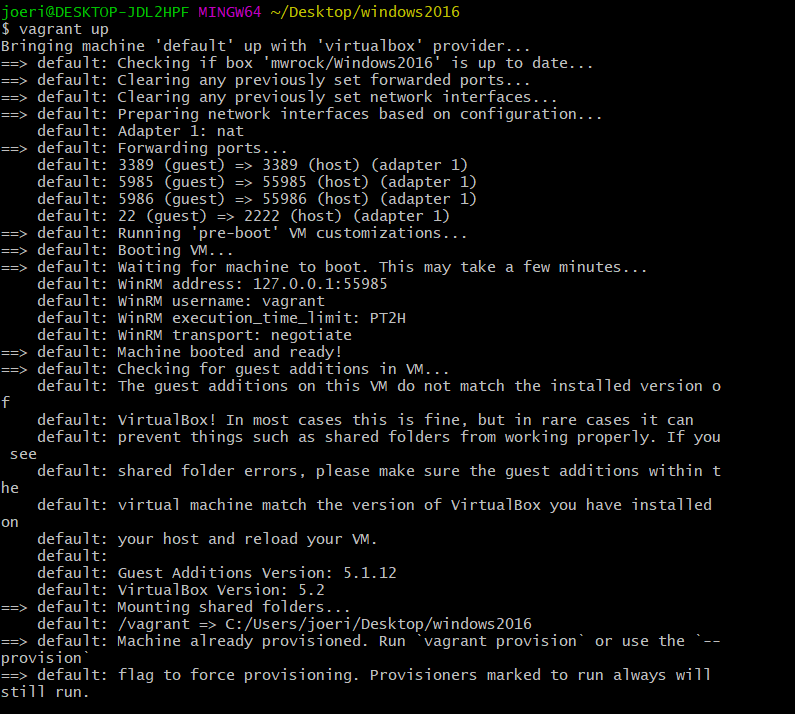 joeri@DESKTOP-JDL2HPF MINGW64 ~/Desktop/windows2016
$ vagrant up
Bringing machine 'default' up with 'virtualbox' provider...
==> default: Checking if box 'mwrock/Windows2016' is up to date...
==> default: Clearing any previously set forwarded ports...
==> default: Clearing any previously set network interfaces...
==> default: Preparing network interfaces based on configuration...
    default: Adapter 1: nat
==> default: Forwarding ports...
    default: 3389 (guest) => 3389 (host) (adapter 1)
    default: 5985 (guest) => 55985 (host) (adapter 1)
    default: 5986 (guest) => 55986 (host) (adapter 1)
    default: 22 (guest) => 2222 (host) (adapter 1)
==> default: Running 'pre-boot' VM customizations...
==> default: Booting VM...
==> default: Waiting for machine to boot. This may take a few minutes...
    default: WinRM address: 127.0.0.1:55985
    default: WinRM username: vagrant
    default: WinRM execution_time_limit: PT2H
    default: WinRM transport: negotiate
==> default: Machine booted and ready!
==> default: Checking for guest additions in VM...
    default: The guest additions on this VM do not match the installed version o
f
    default: VirtualBox! In most cases this is fine, but in rare cases it can
    default: prevent things such as shared folders from working properly. If you
 see
    default: shared folder errors, please make sure the guest additions within t
he
    default: virtual machine match the version of VirtualBox you have installed
on
    default: your host and reload your VM.
    default:
    default: Guest Additions Version: 5.1.12
    default: VirtualBox Version: 5.2
==> default: Mounting shared folders...
    default: /vagrant => C:/Users/joeri/Desktop/windows2016
==> default: Machine already provisioned. Run `vagrant provision` or use the `--
provision`
==> default: flag to force provisioning. Provisioners marked to run always will
still run.